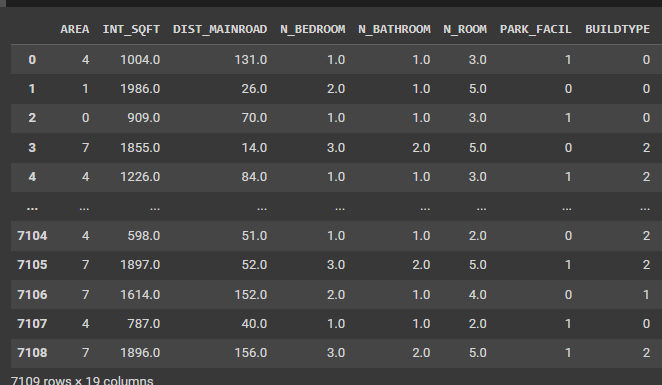 AREA INT_SQFT DIST_MAINROAD N_BEDROOM N_BATHROOM N_ROOM PARK_FACIL BUILDTYPE
0 4 1004.0 131.0 1.0 1.0 3.0 1 0
1 1 1986.0 26.0 2.0 1.0 5.0 0 0
2 0 909.0 70.0 1.0 1.0 3.0 1 0
3 7 1855.0 14.0 3.0 2.0 5.0 0 2
4 4 1226.0 84.0 1.0 1.0 3.0 1 2
... ... ... ... ... ... ... ... ...
7104 4 598.0 51.0 1.0 1.0 2.0 0 2
7105 7 1897.0 52.0 3.0 2.0 5.0 1 2
7106 7 1614.0 152.0 2.0 1.0 4.0 0 1
7107 4 787.0 40.0 1.0 1.0 2.0 1 0
7108 7 1896.0 156.0 3.0 2.0 5.0 1 2
7109 rows × 19 columns